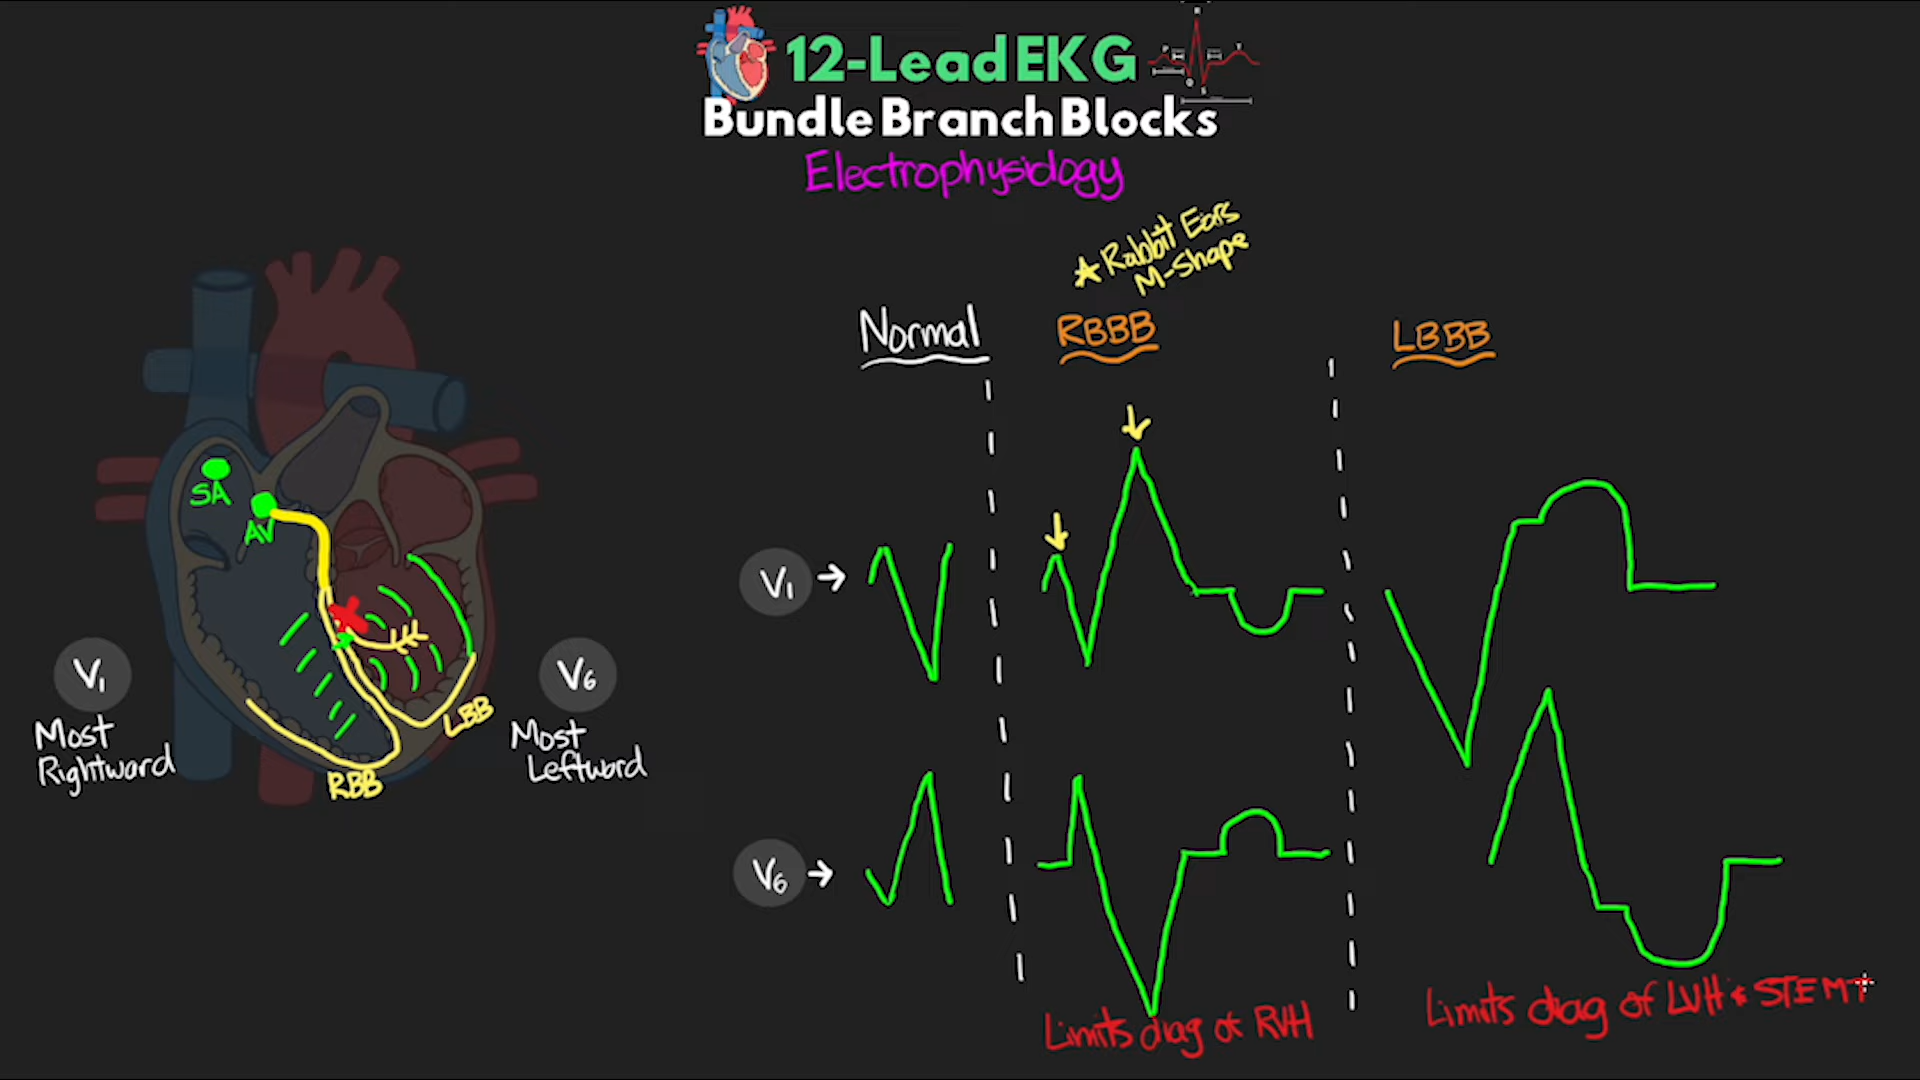 12-Lead EKG
Bundle Branch Blocks
Electrophysiology
★ Rabbit Ears
M-Shape
Normal
RBBB
LBBB
SA
AV
V₁ →
V₁
Most
Rightward
V₆
Most
Leftward
LBB
RBB
V₆ →
Limits diag of RVH
Limits diag of LVH & STEMI